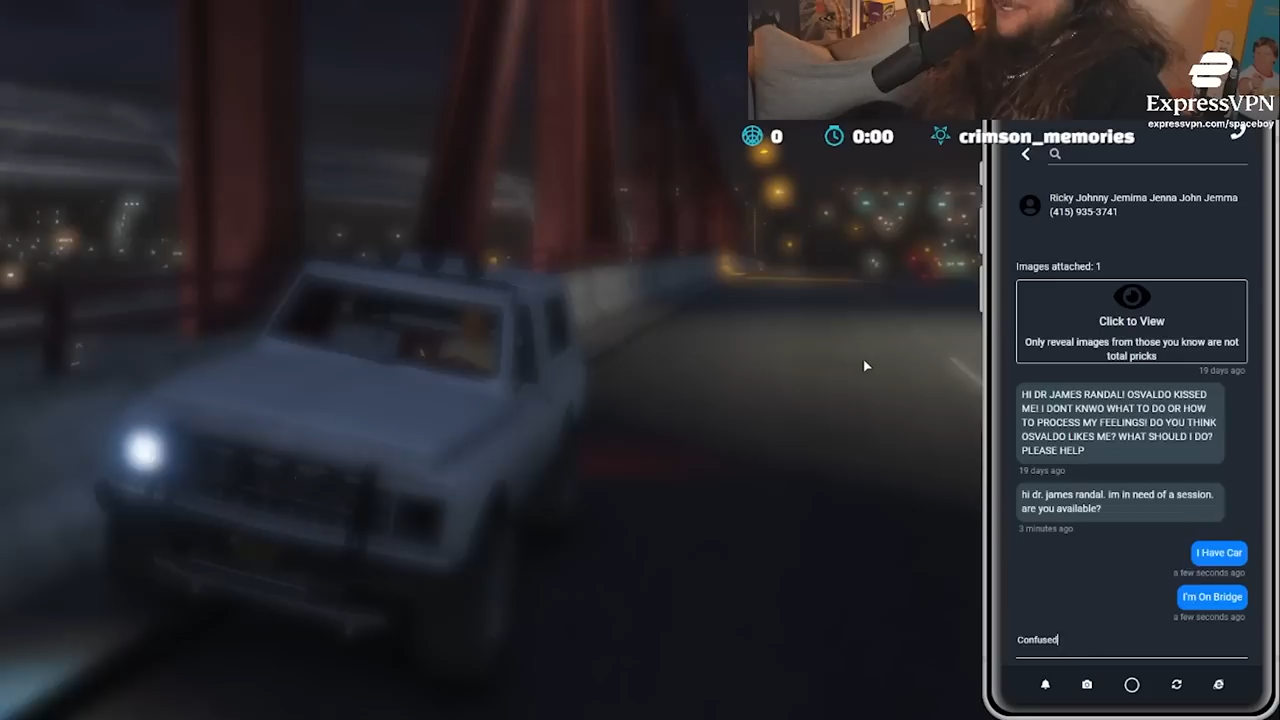 ExpressVPN
expressvpn.com/spaceboy
0
0:00
crimson_memories
Ricky Johnny Jemima Jenna John Jemma
(415) 935-3741
Images attached: 1
Click to View
Only reveal images from those you know are not
total pricks
19 days ago
HI DR JAMES RANDAL! OSVALDO KISSED
ME! I DONT KNWO WHAT TO DO OR HOW
TO PROCESS MY FEELINGS! DO YOU THINK
OSVALDO LIKES ME? WHAT SHOULD I DO?
PLEASE HELP
19 days ago
hi dr. james randal. im in need of a session.
are you available?
3 minutes ago
I Have Car
a few seconds ago
I'm On Bridge
a few seconds ago
Confused